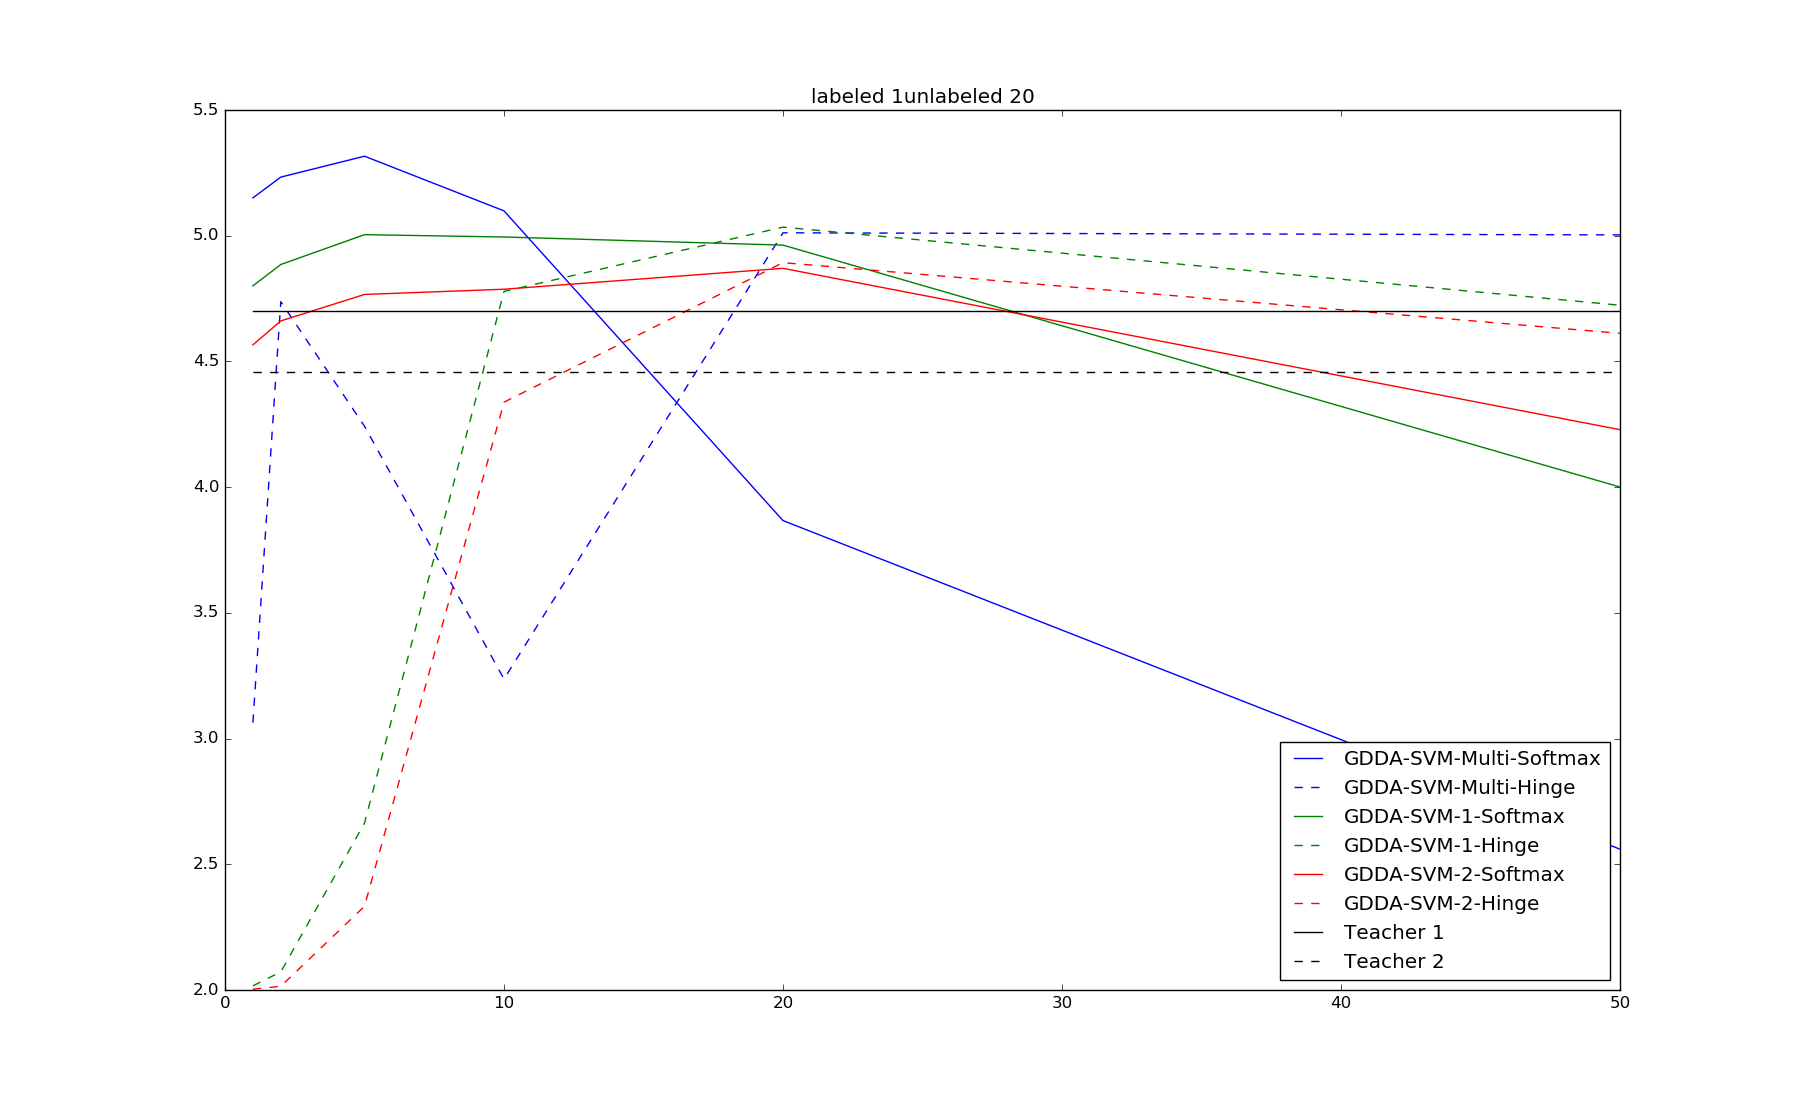 labeled 1unlabeled 20
5.5
5.0
4.5
4.0
3.5
3.0
2.5
2.0
0 10 20 30 40 50
GDDA-SVM-Multi-Softmax
GDDA-SVM-Multi-Hinge
GDDA-SVM-1-Softmax
GDDA-SVM-1-Hinge
GDDA-SVM-2-Softmax
GDDA-SVM-2-Hinge
Teacher 1
Teacher 2